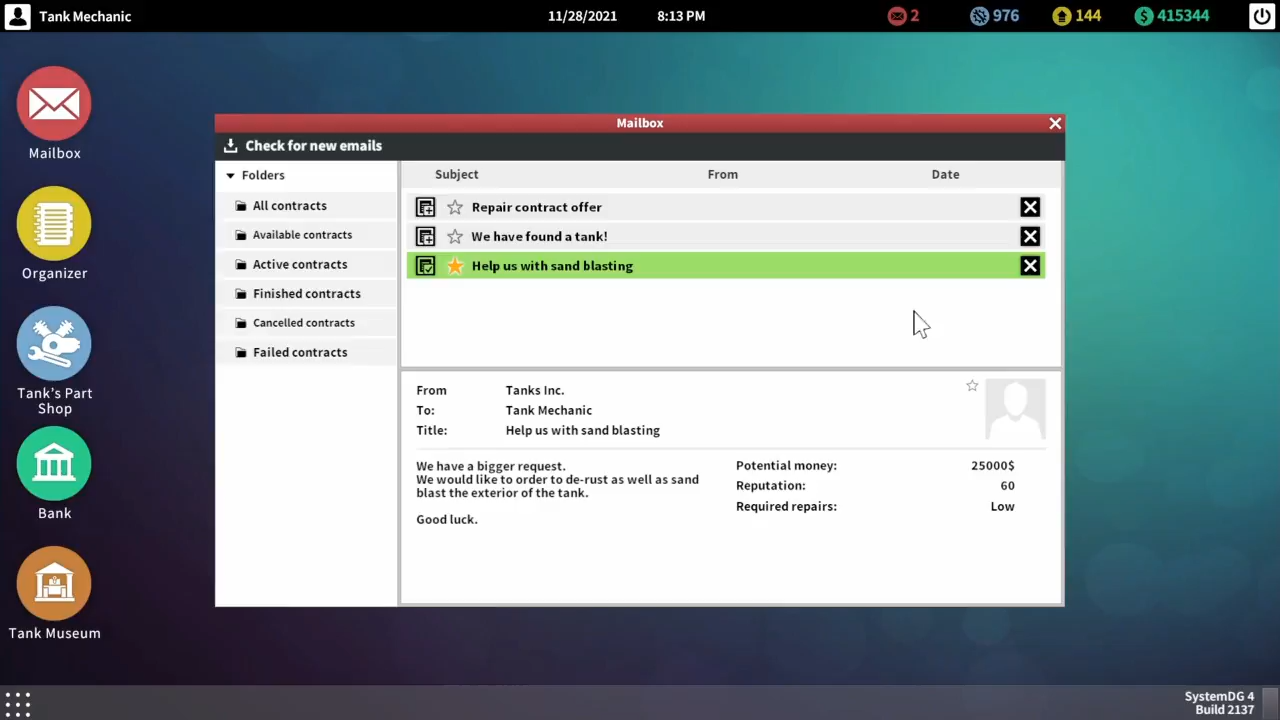 Tank Mechanic 11/28/2021 8:13 PM 2 976 144 415344
Mailbox
Organizer
Tank's Part
Shop
Bank
Tank Museum
Mailbox
Check for new emails
Folders
All contracts
Available contracts
Active contracts
Finished contracts
Cancelled contracts
Failed contracts
Subject From Date
Repair contract offer
We have found a tank!
Help us with sand blasting
From Tanks Inc.
To: Tank Mechanic
Title: Help us with sand blasting
We have a bigger request.
We would like to order to de-rust as well as sand
blast the exterior of the tank.
Good luck.
Potential money: 25000$
Reputation: 60
Required repairs: Low
SystemDG 4
Build 2137